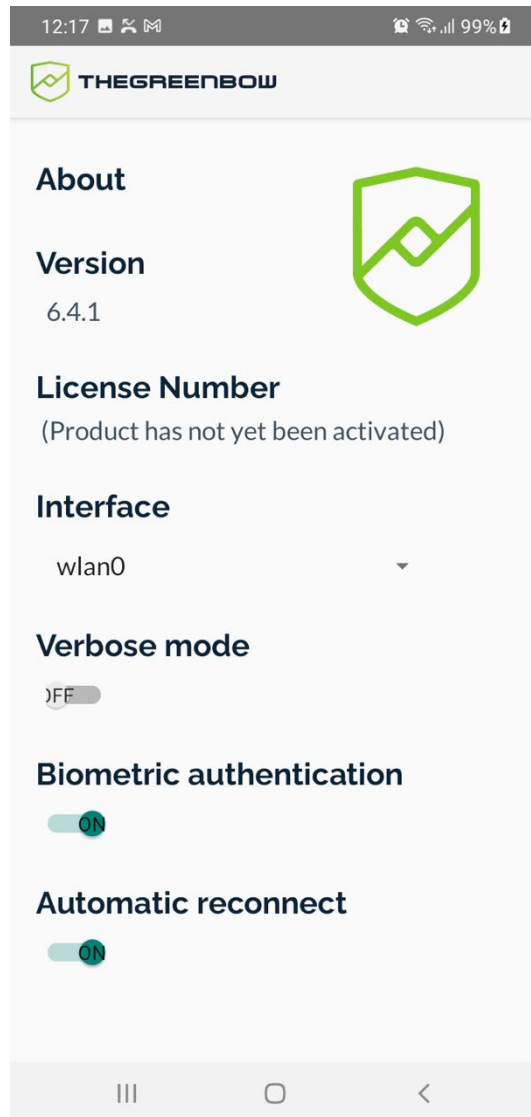 12:17 99%
THEGREENBOW
About
Version
6.4.1
License Number
(Product has not yet been activated)
Interface
wlan0
Verbose mode
OFF
Biometric authentication
ON
Automatic reconnect
ON